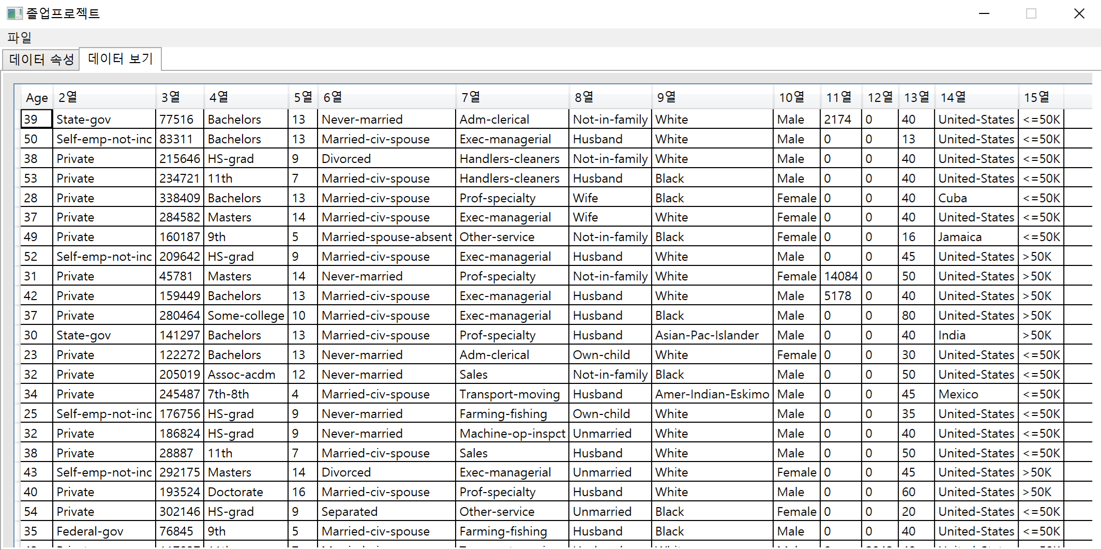 졸업프로젝트
파일
데이터 속성 데이터 보기
Age 2열 3열 4열 5열 6열 7열 8열 9열 10열 11열 12열 13열 14열 15열
39 State-gov 77516 Bachelors 13 Never-married Adm-clerical Not-in-family White Male 2174 0 40 United-States <=50K
50 Self-emp-not-inc 83311 Bachelors 13 Married-civ-spouse Exec-managerial Husband White Male 0 0 13 United-States <=50K
38 Private 215646 HS-grad 9 Divorced Handlers-cleaners Not-in-family White Male 0 0 40 United-States <=50K
53 Private 234721 11th 7 Married-civ-spouse Handlers-cleaners Husband Black Male 0 0 40 United-States <=50K
28 Private 338409 Bachelors 13 Married-civ-spouse Prof-specialty Wife Black Female 0 0 40 Cuba <=50K
37 Private 284582 Masters 14 Married-civ-spouse Exec-managerial Wife White Female 0 0 40 United-States <=50K
49 Private 160187 9th 5 Married-spouse-absent Other-service Not-in-family Black Female 0 0 16 Jamaica <=50K
52 Self-emp-not-inc 209642 HS-grad 9 Married-civ-spouse Exec-managerial Husband White Male 0 0 45 United-States >50K
31 Private 45781 Masters 14 Never-married Prof-specialty Not-in-family White Female 14084 0 50 United-States >50K
42 Private 159449 Bachelors 13 Married-civ-spouse Exec-managerial Husband White Male 5178 0 40 United-States >50K
37 Private 280464 Some-college 10 Married-civ-spouse Exec-managerial Husband Black Male 0 0 80 United-States >50K
30 State-gov 141297 Bachelors 13 Married-civ-spouse Prof-specialty Husband Asian-Pac-Islander Male 0 0 40 India >50K
23 Private 122272 Bachelors 13 Never-married Adm-clerical Own-child White Female 0 0 30 United-States <=50K
32 Private 205019 Assoc-acdm 12 Never-married Sales Not-in-family Black Male 0 0 50 United-States <=50K
34 Private 245487 7th-8th 4 Married-civ-spouse Transport-moving Husband Amer-Indian-Eskimo Male 0 0 45 Mexico <=50K
25 Self-emp-not-inc 176756 HS-grad 9 Never-married Farming-fishing Own-child White Male 0 0 35 United-States <=50K
32 Private 186824 HS-grad 9 Never-married Machine-op-inspct Unmarried White Male 0 0 40 United-States <=50K
38 Private 28887 11th 7 Married-civ-spouse Sales Husband White Male 0 0 50 United-States <=50K
43 Self-emp-not-inc 292175 Masters 14 Divorced Exec-managerial Unmarried White Female 0 0 45 United-States >50K
40 Private 193524 Doctorate 16 Married-civ-spouse Prof-specialty Husband White Male 0 0 60 United-States >50K
54 Private 302146 HS-grad 9 Separated Other-service Unmarried Black Female 0 0 20 United-States <=50K
35 Federal-gov 76845 9th 5 Married-civ-spouse Farming-fishing Husband Black Male 0 0 40 United-States <=50K